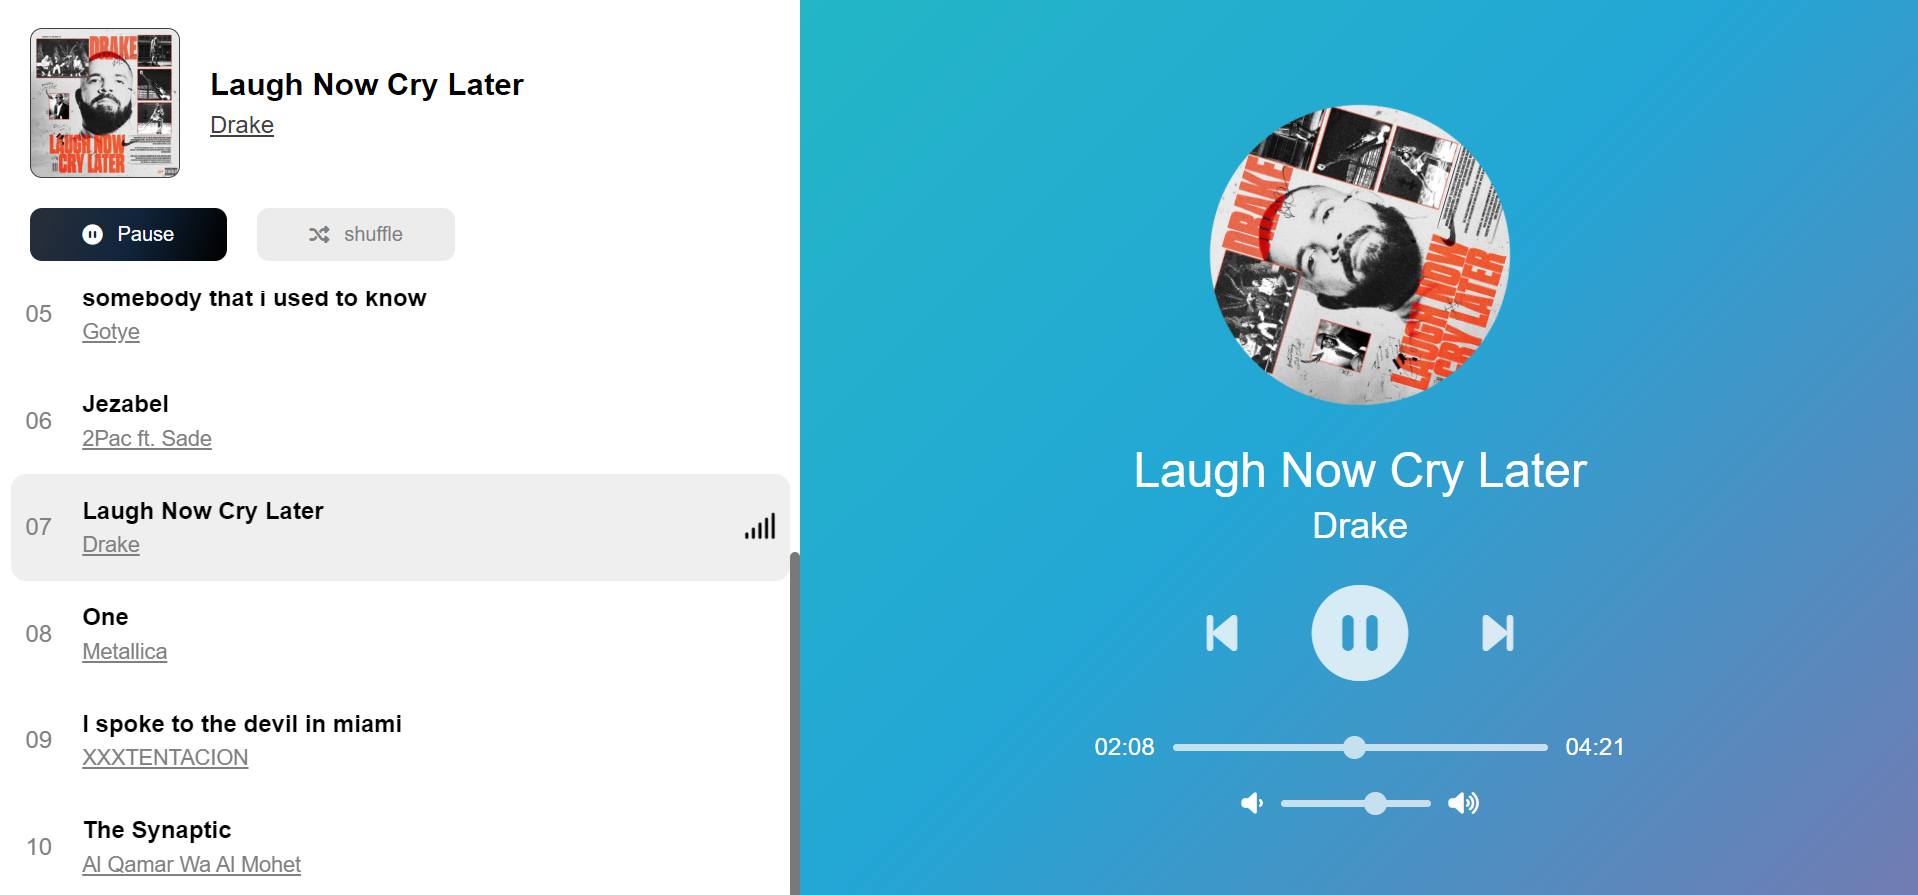 DRAKE
LAUGH NOW
CRY LATER
Laugh Now Cry Later
Drake
Pause
shuffle
05
somebody that i used to know
Gotye
06
Jezabel
2Pac ft. Sade
07
Laugh Now Cry Later
Drake
08
One
Metallica
09
I spoke to the devil in miami
XXXTENTACION
10
The Synaptic
Al Qamar Wa Al Mohet
DRAKE
LAUGH NOW
CRY LATER
Laugh Now Cry Later
Drake
02:08
04:21